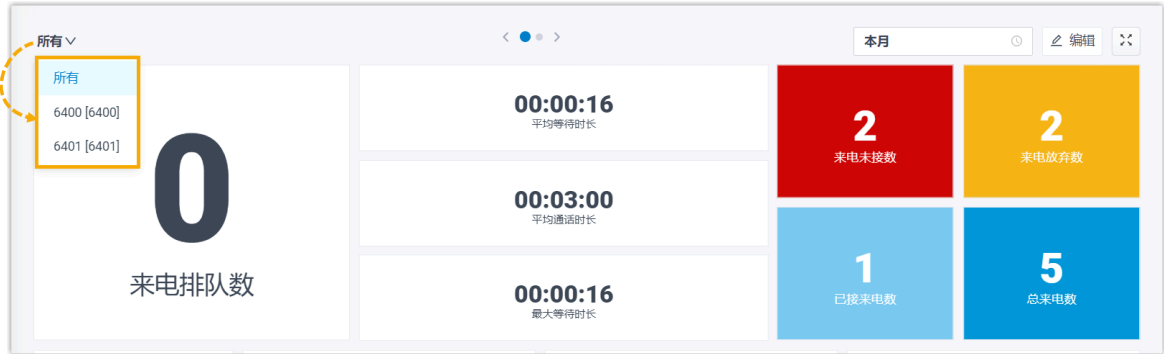 所有
本月
编辑
所有
6400 [6400]
6401 [6401]
0
来电排队数
00:00:16
平均等待时长
00:03:00
平均通话时长
00:00:16
最大等待时长
2
来电未接数
2
来电放弃数
1
已接来电数
5
总来电数